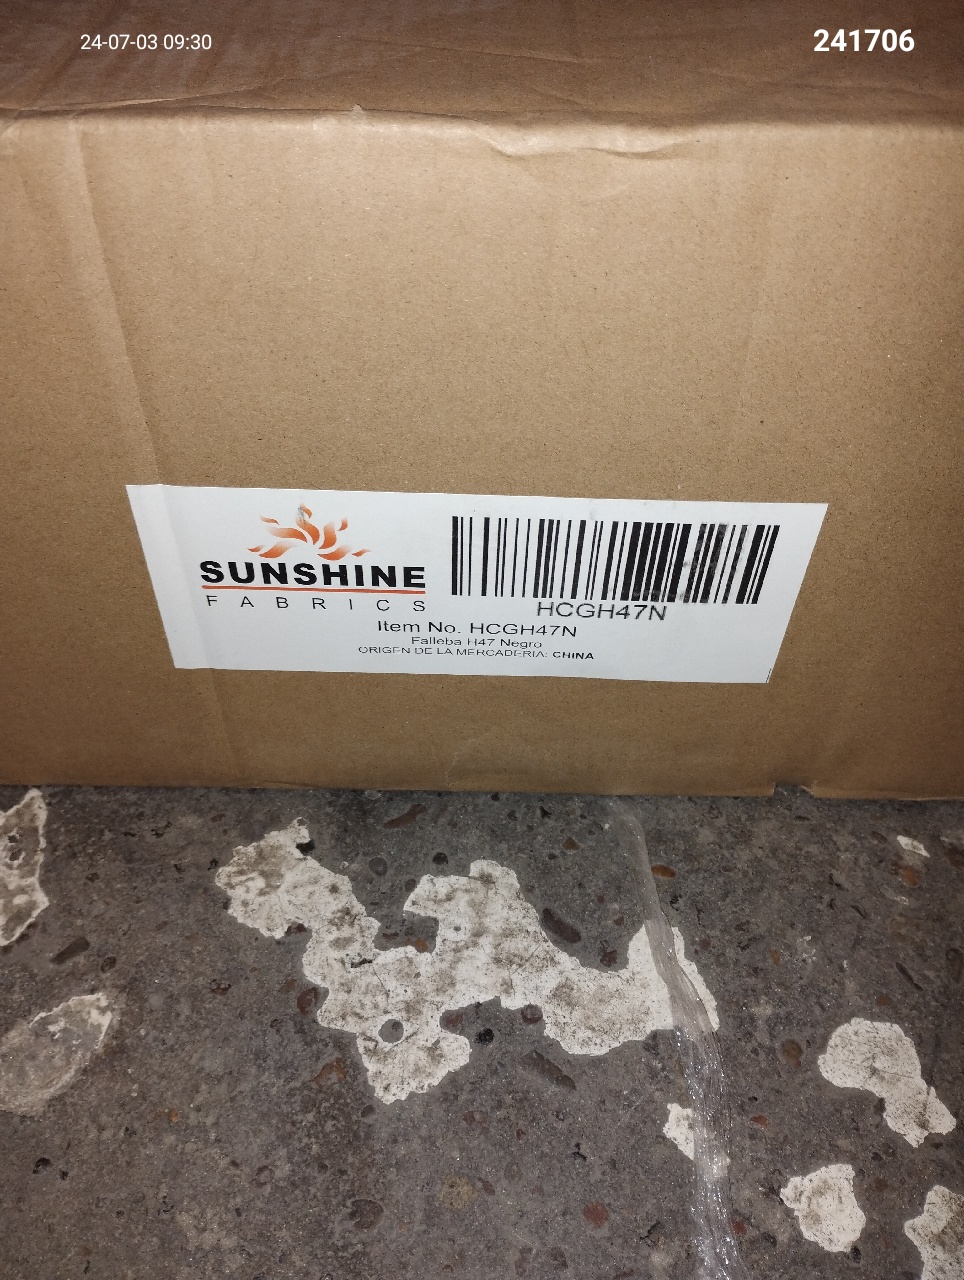 24-07-03 09:30
241706
SUNSHINE
FABRICS
HCGH47N
Item No. HCGH47N
Falleba H47 Negro
ORIGEN DE LA MERCADERIA: CHINA